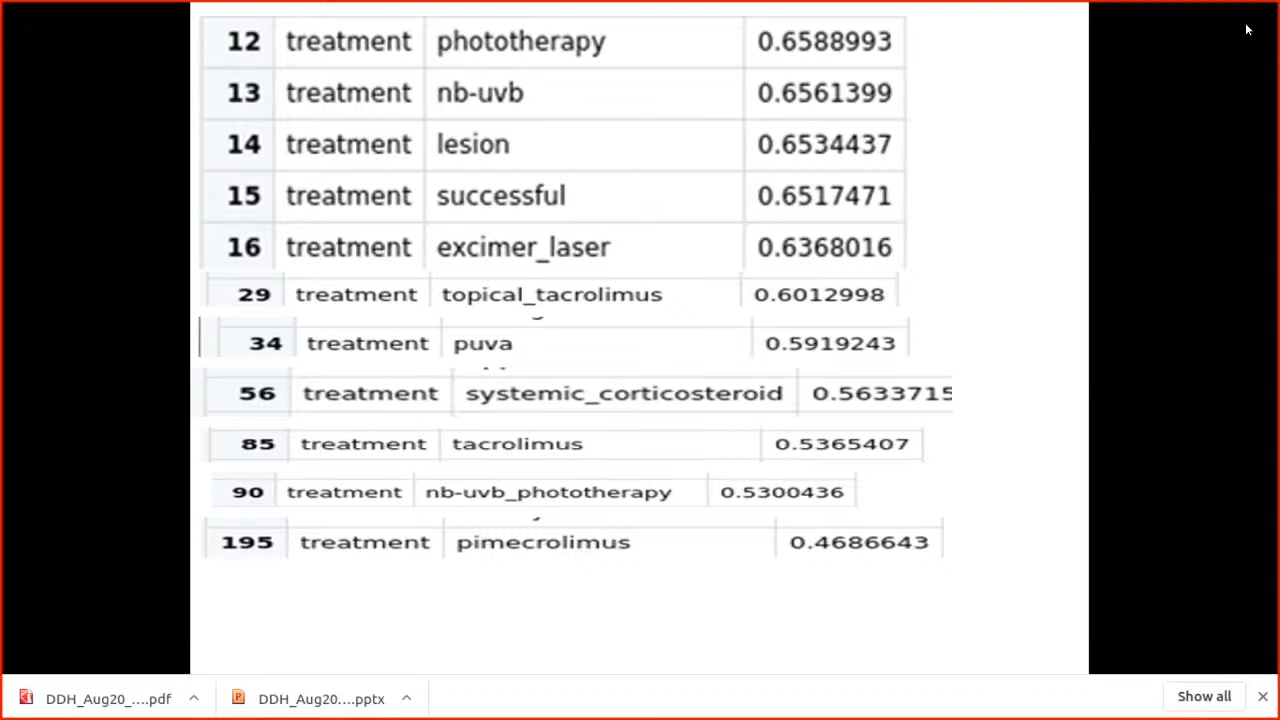 12 treatment phototherapy 0.6588993
13 treatment nb-uvb 0.6561399
14 treatment lesion 0.6534437
15 treatment successful 0.6517471
16 treatment excimer_laser 0.6368016
29 treatment topical_tacrolimus 0.6012998
34 treatment puva 0.5919243
56 treatment systemic_corticosteroid 0.5633715
85 treatment tacrolimus 0.5365407
90 treatment nb-uvb_phototherapy 0.5300436
195 treatment pimecrolimus 0.4686643
DDH_Aug20_....pdf DDH_Aug20....pptx Show all